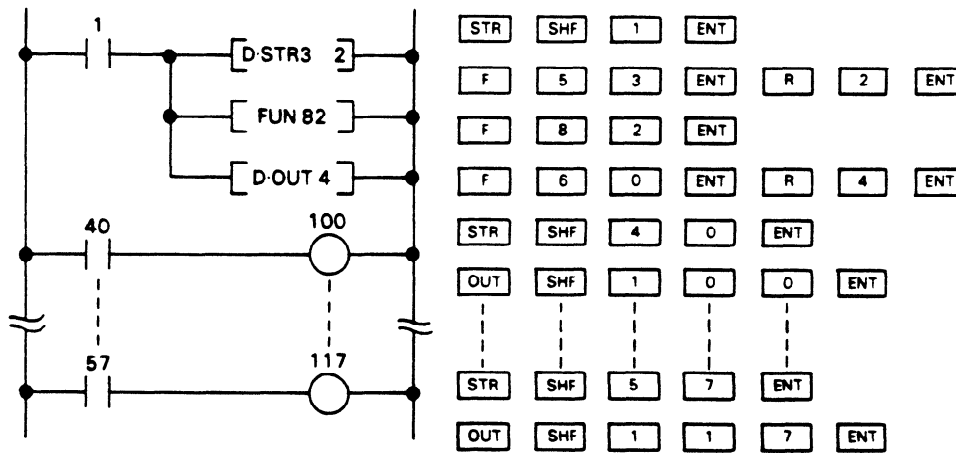 1
D·STR3 2
FUN 82
D·OUT 4
40
100
57
117
STR SHF 1 ENT
F 5 3 ENT R 2 ENT
F 8 2 ENT
F 6 0 ENT R 4 ENT
STR SHF 4 0 ENT
OUT SHF 1 0 0 ENT
STR SHF 5 7 ENT
OUT SHF 1 1 7 ENT